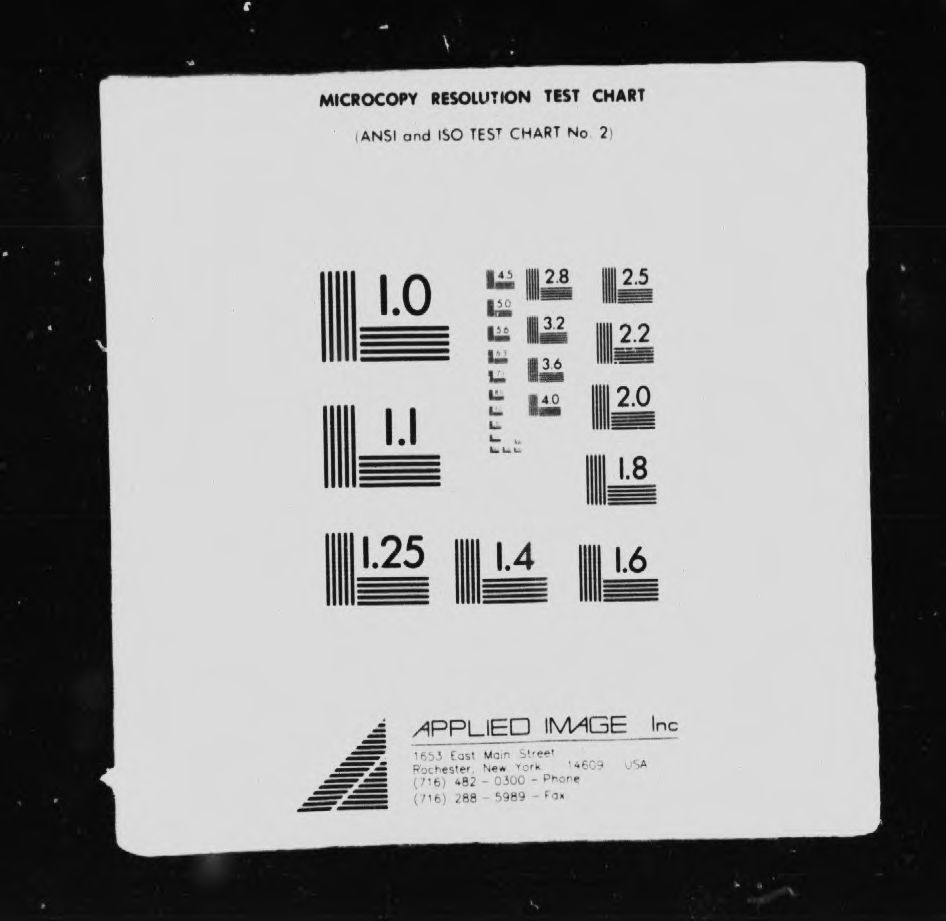 MICROCOPY RESOLUTION TEST CHART
(ANSI and ISO TEST CHART No. 2)
1.0
1.1
1.25
1.4
1.6
1.8
2.0
2.2
2.5
2.8
3.2
3.6
4.0
4.5
5.0
5.6
6.3
APPLIED IMAGE Inc
1653 East Main Street
Rochester, New York 14609 USA
(716) 482 - 0300 - Phone
(716) 288 - 5989 - Fax